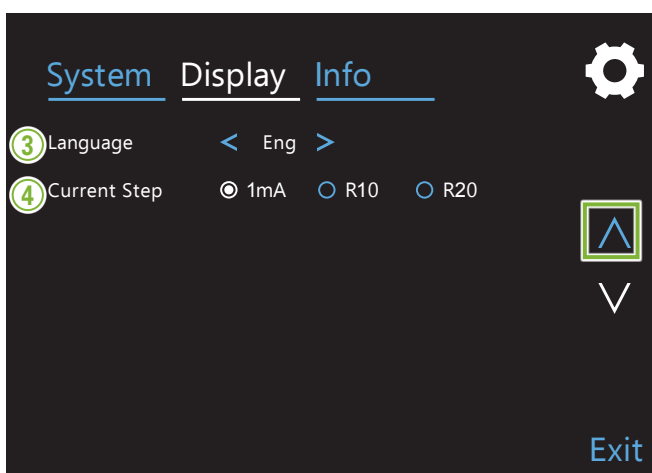 System Display Info
③ Language < Eng >
④ Current Step 1mA R10 R20
Exit